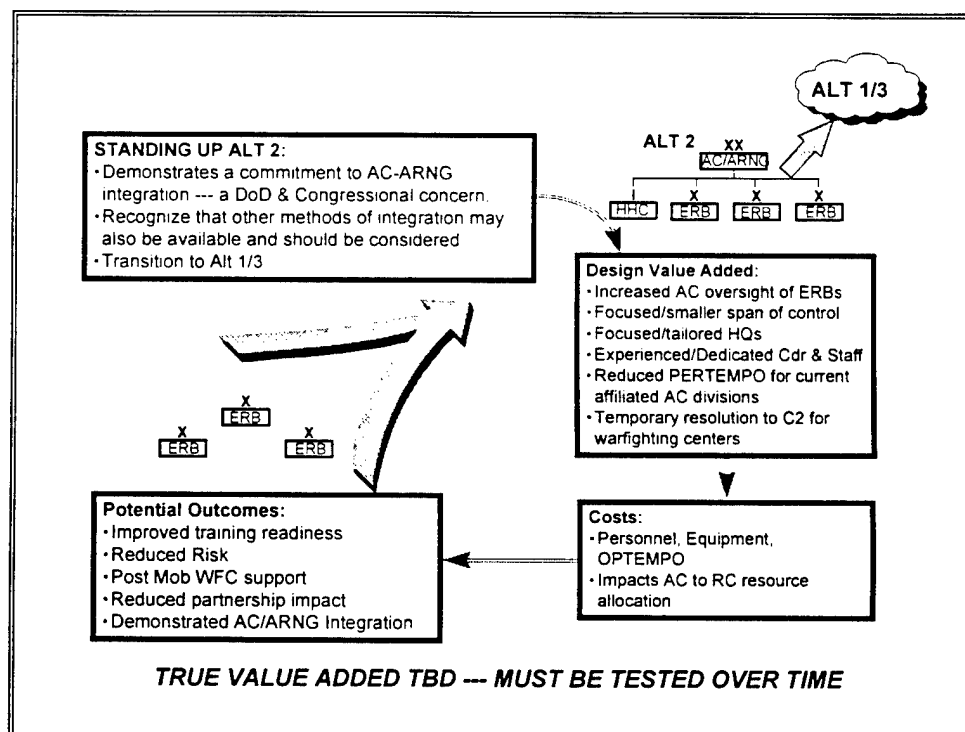 ALT 1/3
ALT 2
XX
AC/ARNG
HHC
X
ERB
X
ERB
X
ERB
STANDING UP ALT 2:
·Demonstrates a commitment to AC-ARNG
integration --- a DoD & Congressional concern.
·Recognize that other methods of integration may
also be available and should be considered
·Transition to Alt 1/3
Design Value Added:
·Increased AC oversight of ERBs
·Focused/smaller span of control
·Focused/tailored HQs
·Experienced/Dedicated Cdr & Staff
·Reduced PERTEMPO for current
affiliated AC divisions
·Temporary resolution to C2 for
warfighting centers
Costs:
·Personnel, Equipment,
OPTEMPO
·Impacts AC to RC resource
allocation
X
ERB
X
ERB
X
ERB
Potential Outcomes:
·Improved training readiness
·Reduced Risk
·Post Mob WFC support
·Reduced partnership impact
·Demonstrated AC/ARNG Integration
TRUE VALUE ADDED TBD --- MUST BE TESTED OVER TIME